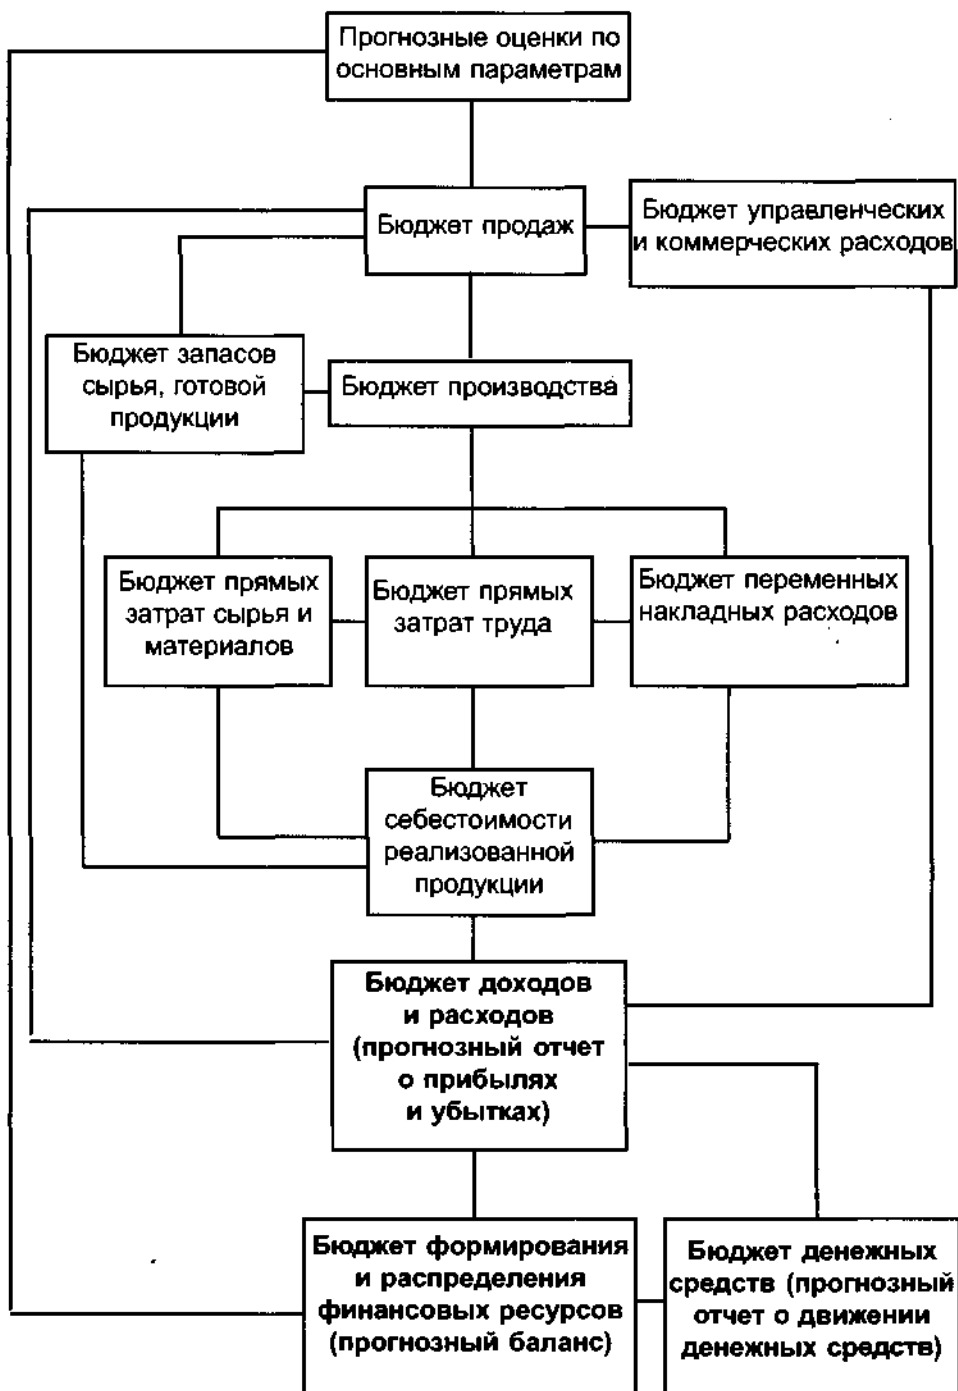 Прогнозные оценки по
основным параметрам
Бюджет продаж
Бюджет управленческих
и коммерческих расходов
Бюджет запасов
сырья, готовой
продукции
Бюджет производства
Бюджет прямых
затрат сырья и
материалов
Бюджет прямых
затрат труда
Бюджет переменных
накладных расходов
Бюджет
себестоимости
реализованной
продукции
Бюджет доходов
и расходов
(прогнозный отчет
о прибылях
и убытках)
Бюджет формирования
и распределения
финансовых ресурсов
(прогнозный баланс)
Бюджет денежных
средств (прогнозный
отчет о движении
денежных средств)